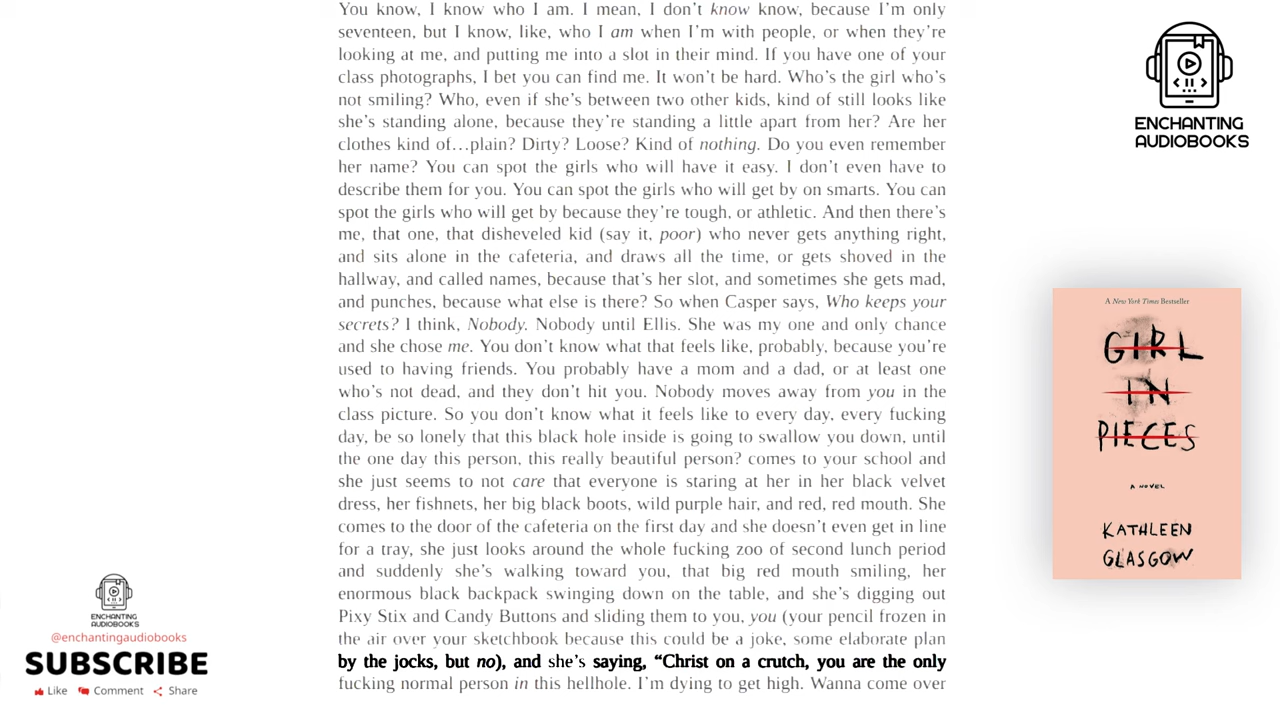 You know, I know who I am. I mean, I don't know know, because I'm only
seventeen, but I know, like, who I am when I'm with people, or when they're
looking at me, and putting me into a slot in their mind. If you have one of your
class photographs, I bet you can find me. It won't be hard. Who's the girl who's
not smiling? Who, even if she's between two other kids, kind of still looks like
she's standing alone, because they're standing a little apart from her? Are her
clothes kind of…plain? Dirty? Loose? Kind of nothing. Do you even remember
her name? You can spot the girls who will have it easy. I don't even have to
describe them for you. You can spot the girls who will get by on smarts. You can
spot the girls who will get by because they're tough, or athletic. And then there's
me, that one, that disheveled kid (say it, poor) who never gets anything right,
and sits alone in the cafeteria, and draws all the time, or gets shoved in the
hallway, and called names, because that's her slot, and sometimes she gets mad,
and punches, because what else is there? So when Casper says, Who keeps your
secrets? I think, Nobody. Nobody until Ellis. She was my one and only chance
and she chose me. You don't know what that feels like, probably, because you're
used to having friends. You probably have a mom and a dad, or at least one
who's not dead, and they don't hit you. Nobody moves away from you in the
class picture. So you don't know what it feels like to every day, every fucking
day, be so lonely that this black hole inside is going to swallow you down, until
the one day this person, this really beautiful person? comes to your school and
she just seems to not care that everyone is staring at her in her black velvet
dress, her fishnets, her big black boots, wild purple hair, and red, red mouth. She
comes to the door of the cafeteria on the first day and she doesn't even get in line
for a tray, she just looks around the whole fucking zoo of second lunch period
and suddenly she's walking toward you, that big red mouth smiling, her
enormous black backpack swinging down on the table, and she's digging out
Pixy Stix and Candy Buttons and sliding them to you, you (your pencil frozen in
the air over your sketchbook because this could be a joke, some elaborate plan
by the jocks, but no), and she's saying, “Christ on a crutch, you are the only
fucking normal person in this hellhole. I'm dying to get high. Wanna come over
ENCHANTING
AUDIOBOOKS
A New York Times Bestseller
GIRL
IN
PIECES
A NOVEL
KATHLEEN
GLASGOW
ENCHANTING
AUDIOBOOKS
@enchantingaudiobooks
SUBSCRIBE
Like Comment Share